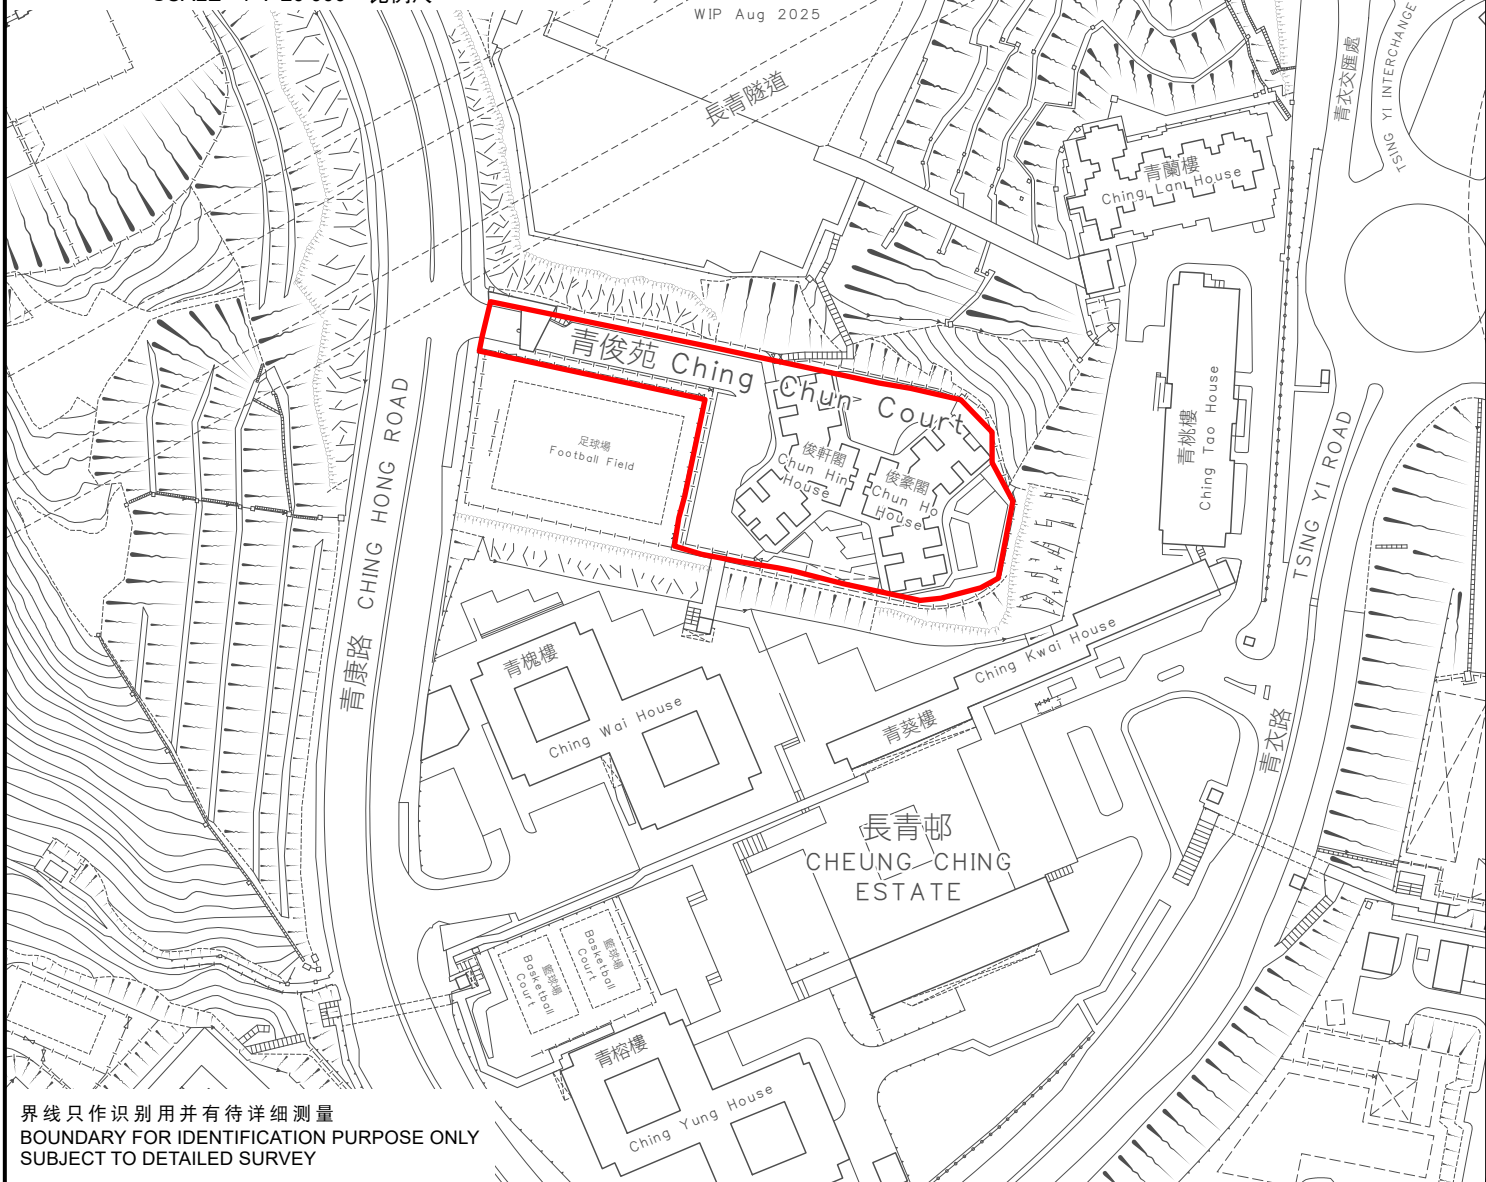 WIP Aug 2025
長青隧道
青衣交匯處
TSING YI INTERCHANGE
青蘭樓
Ching Lan House
青俊苑 Ching Chun Court
足球場
Football Field
俊軒閣
Chun Hin
House
俊豪閣
Chun Ho
House
青桃樓
Ching Tao House
青康路 CHING HONG ROAD
青衣路 TSING YI ROAD
青槐樓
Ching Wai House
青葵樓 Ching Kwai House
長青邨
CHEUNG CHING
ESTATE
籃球場
Basketball
Court
籃球場
Basketball
Court
青榕樓
Ching Yung House
界线只作识别用并有待详细测量
BOUNDARY FOR IDENTIFICATION PURPOSE ONLY
SUBJECT TO DETAILED SURVEY